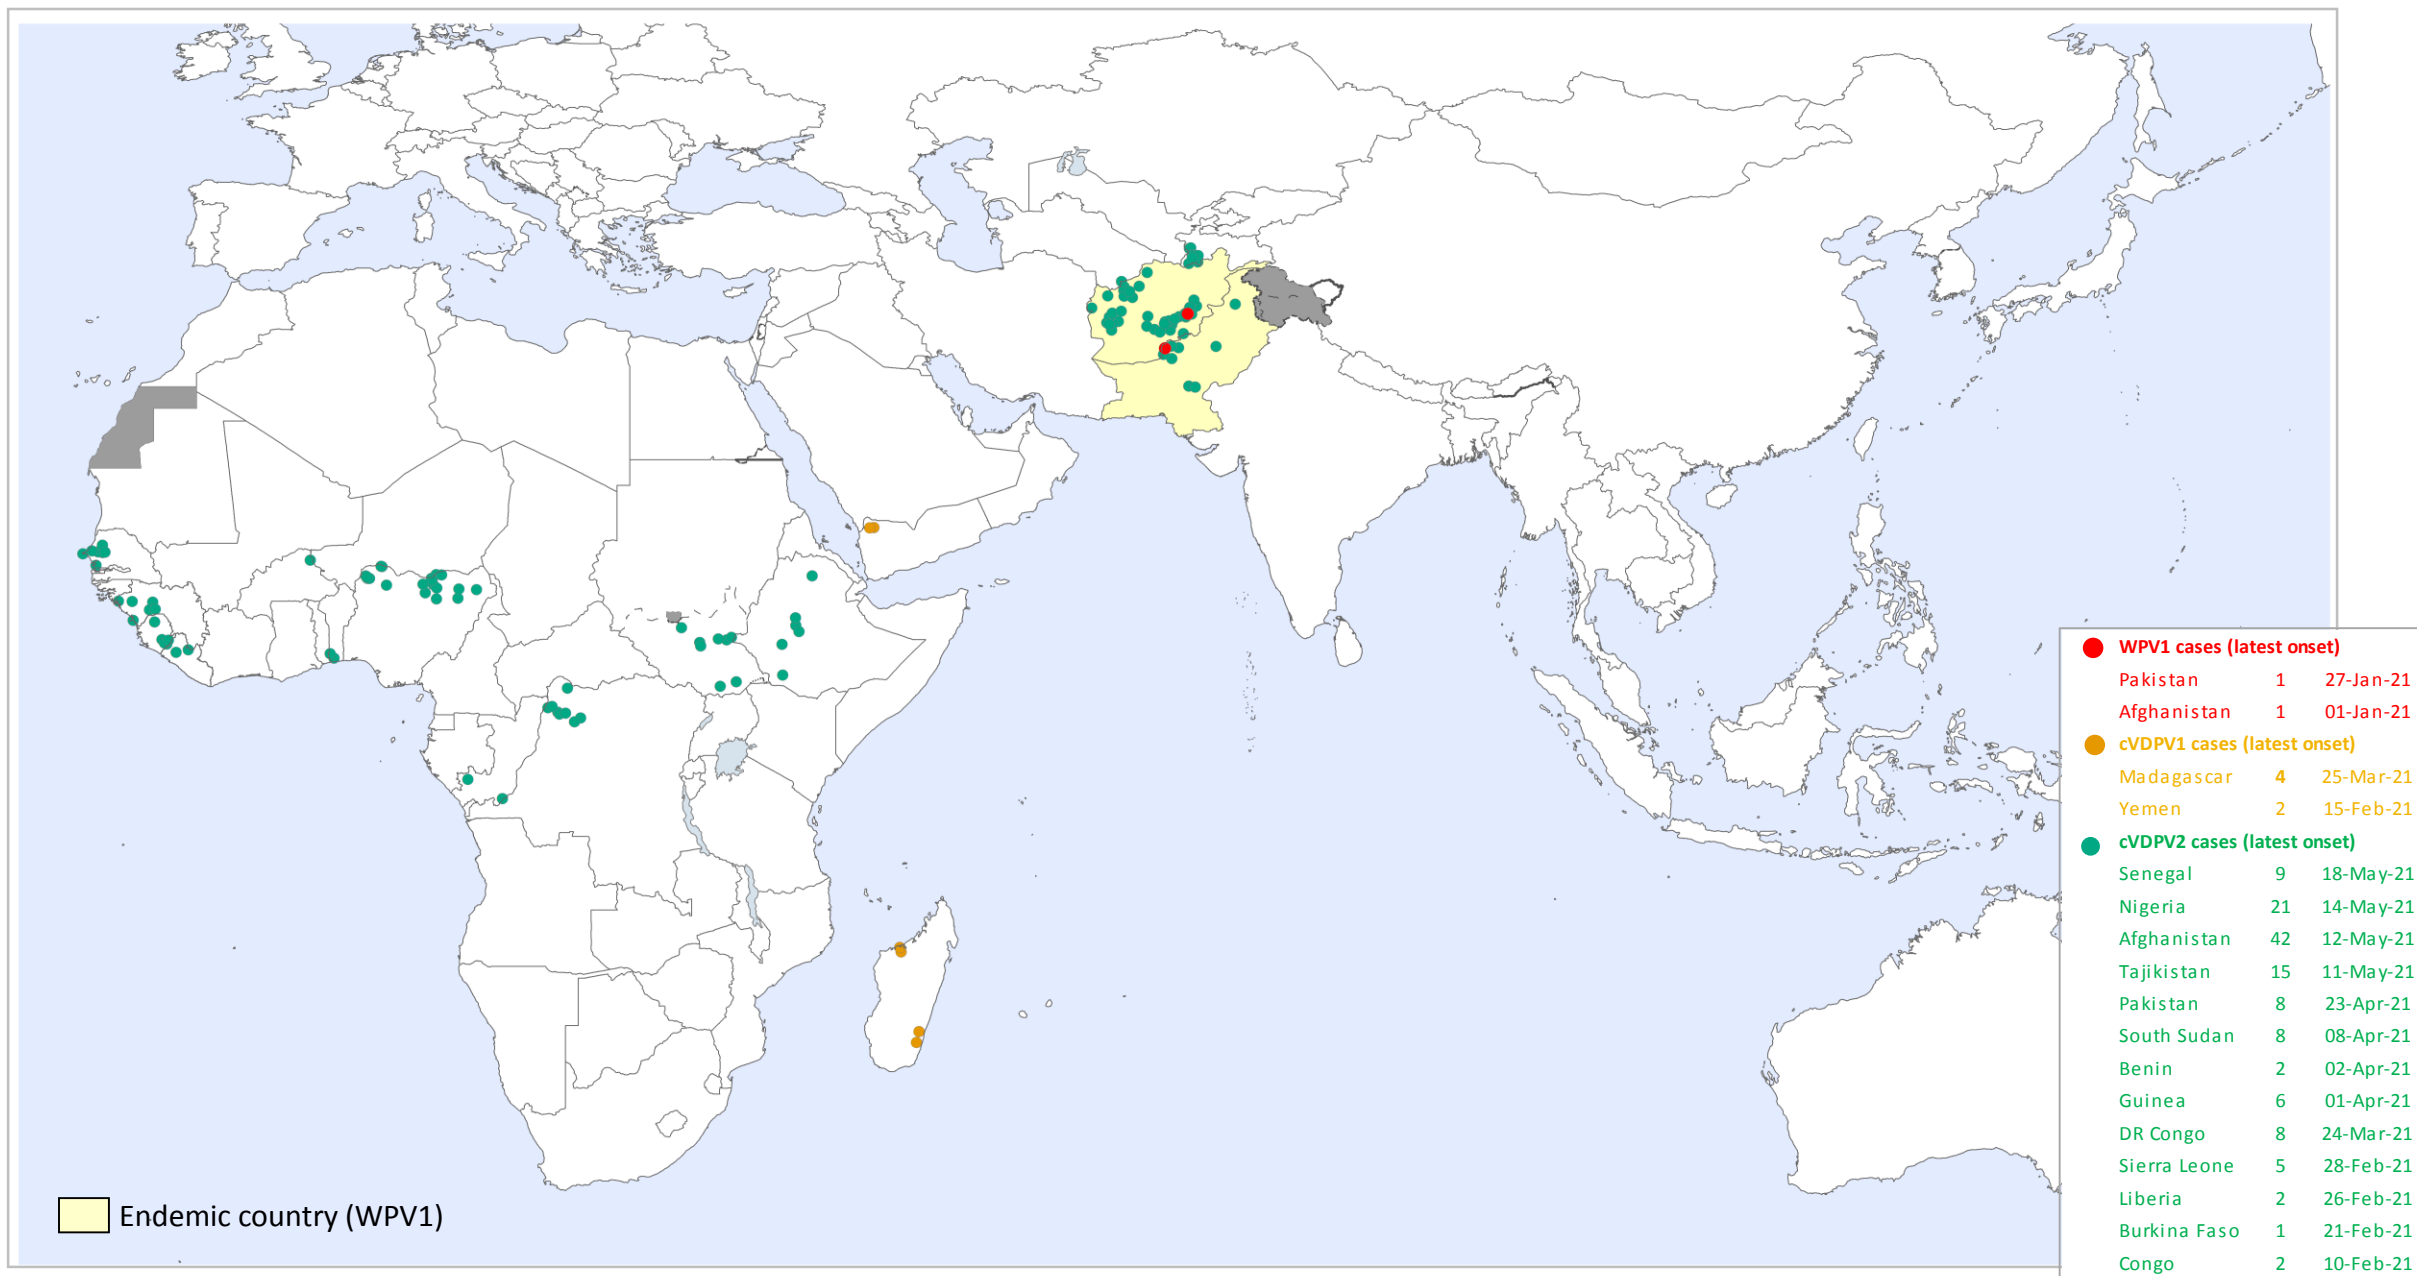 WPV1 cases (latest onset)
Pakistan 1 27-Jan-21
Afghanistan 1 01-Jan-21
cVDPV1 cases (latest onset)
Madagascar 4 25-Mar-21
Yemen 2 15-Feb-21
cVDPV2 cases (latest onset)
Senegal 9 18-May-21
Nigeria 21 14-May-21
Afghanistan 42 12-May-21
Tajikistan 15 11-May-21
Pakistan 8 23-Apr-21
South Sudan 8 08-Apr-21
Benin 2 02-Apr-21
Guinea 6 01-Apr-21
DR Congo 8 24-Mar-21
Sierra Leone 5 28-Feb-21
Liberia 2 26-Feb-21
Burkina Faso 1 21-Feb-21
Congo 2 10-Feb-21
Endemic country (WPV1)